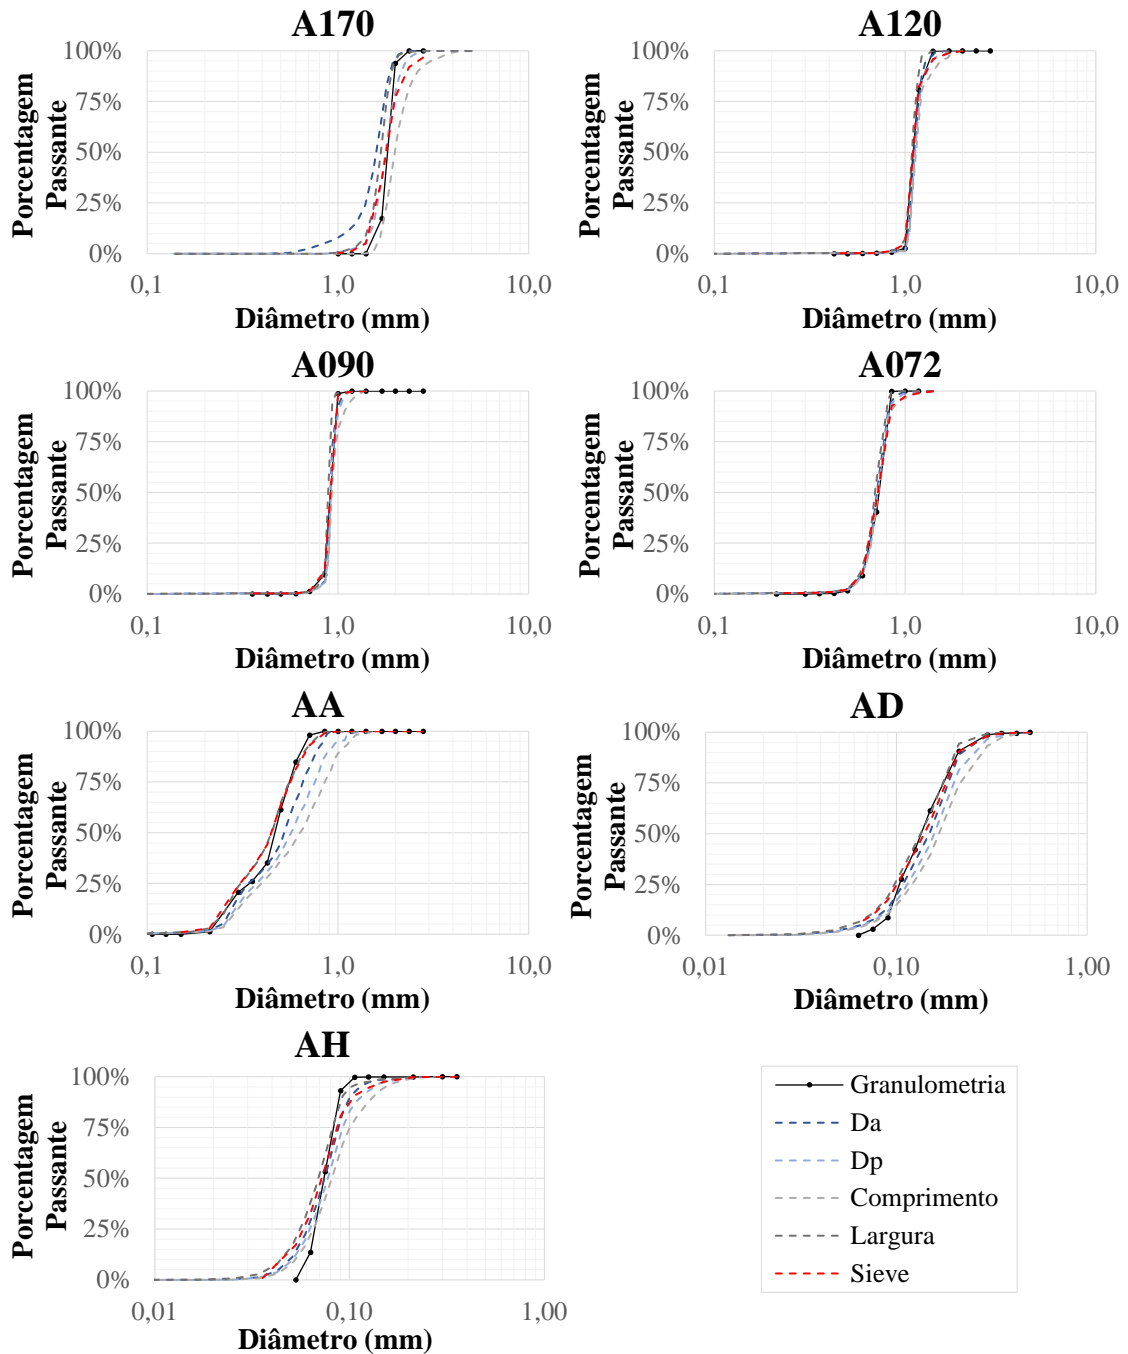 A170
Porcentagem
Passante
100%
75%
50%
25%
0%
0,1
1,0
10,0
Diâmetro (mm)
A120
Porcentagem
Passante
100%
75%
50%
25%
0%
0,1
1,0
10,0
Diâmetro (mm)
A090
Porcentagem
Passante
100%
75%
50%
25%
0%
0,1
1,0
10,0
Diâmetro (mm)
A072
Porcentagem
Passante
100%
75%
50%
25%
0%
0,1
1,0
10,0
Diâmetro (mm)
AA
Porcentagem
Passante
100%
75%
50%
25%
0%
0,1
1,0
10,0
Diâmetro (mm)
AD
Porcentagem
Passante
100%
75%
50%
25%
0%
0,01
0,10
1,00
Diâmetro (mm)
AH
Porcentagem
Passante
100%
75%
50%
25%
0%
0,01
0,10
1,00
Diâmetro (mm)
Granulometria
Da
Dp
Comprimento
Largura
Sieve